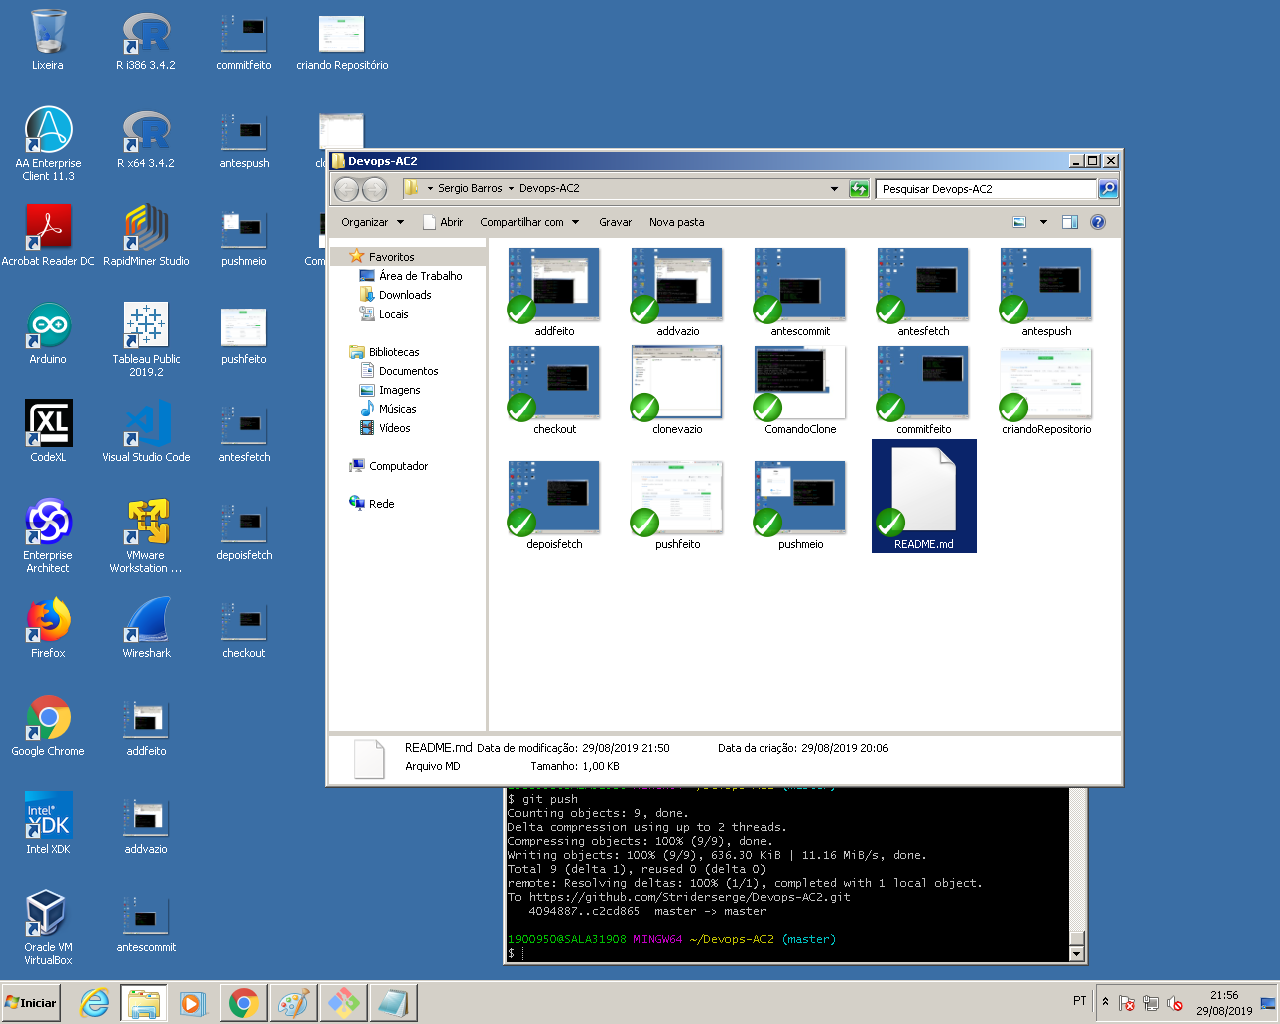 Lixeira
R i386 3.4.2
commitfeito
criando Repositório
AA Enterprise
Client 11.3
R x64 3.4.2
antespush
Acrobat Reader DC
RapidMiner Studio
pushmeio
Arduino
Tableau Public
2019.2
pushfeito
CodeXL
Visual Studio Code
antesfetch
Enterprise
Architect
VMware
Workstation ...
depoisfetch
Firefox
Wireshark
checkout
Google Chrome
addfeito
Intel XDK
addvazio
Oracle VM
VirtualBox
antescommit
XL
Intel®
XDK
Devops-AC2
Sergio Barros
Devops-AC2
Pesquisar Devops-AC2
Organizar
Abrir
Compartilhar com
Gravar
Nova pasta
Favoritos
Área de Trabalho
Downloads
Locais
Bibliotecas
Documentos
Imagens
Músicas
Vídeos
Computador
Rede
addfeito
addvazio
antescommit
antesfetch
antespush
checkout
clonevazio
ComandoClone
commitfeito
criandoRepositorio
depoisfetch
pushfeito
pushmeio
README.md
README.md Data de modificação: 29/08/2019 21:50 Data da criação: 29/08/2019 20:06
Arquivo MD Tamanho: 1,00 KB
$ git push
Counting objects: 9, done.
Delta compression using up to 2 threads.
Compressing objects: 100% (9/9), done.
Writing objects: 100% (9/9), 636.30 KiB | 11.16 MiB/s, done.
Total 9 (delta 1), reused 0 (delta 0)
remote: Resolving deltas: 100% (1/1), completed with 1 local object.
To https://github.com/Striderserge/Devops-AC2.git
4094887..c2cd865 master -> master
1900950@SALA31908 MINGW64 ~/Devops-AC2 (master)
$
Iniciar
PT
21:56
29/08/2019